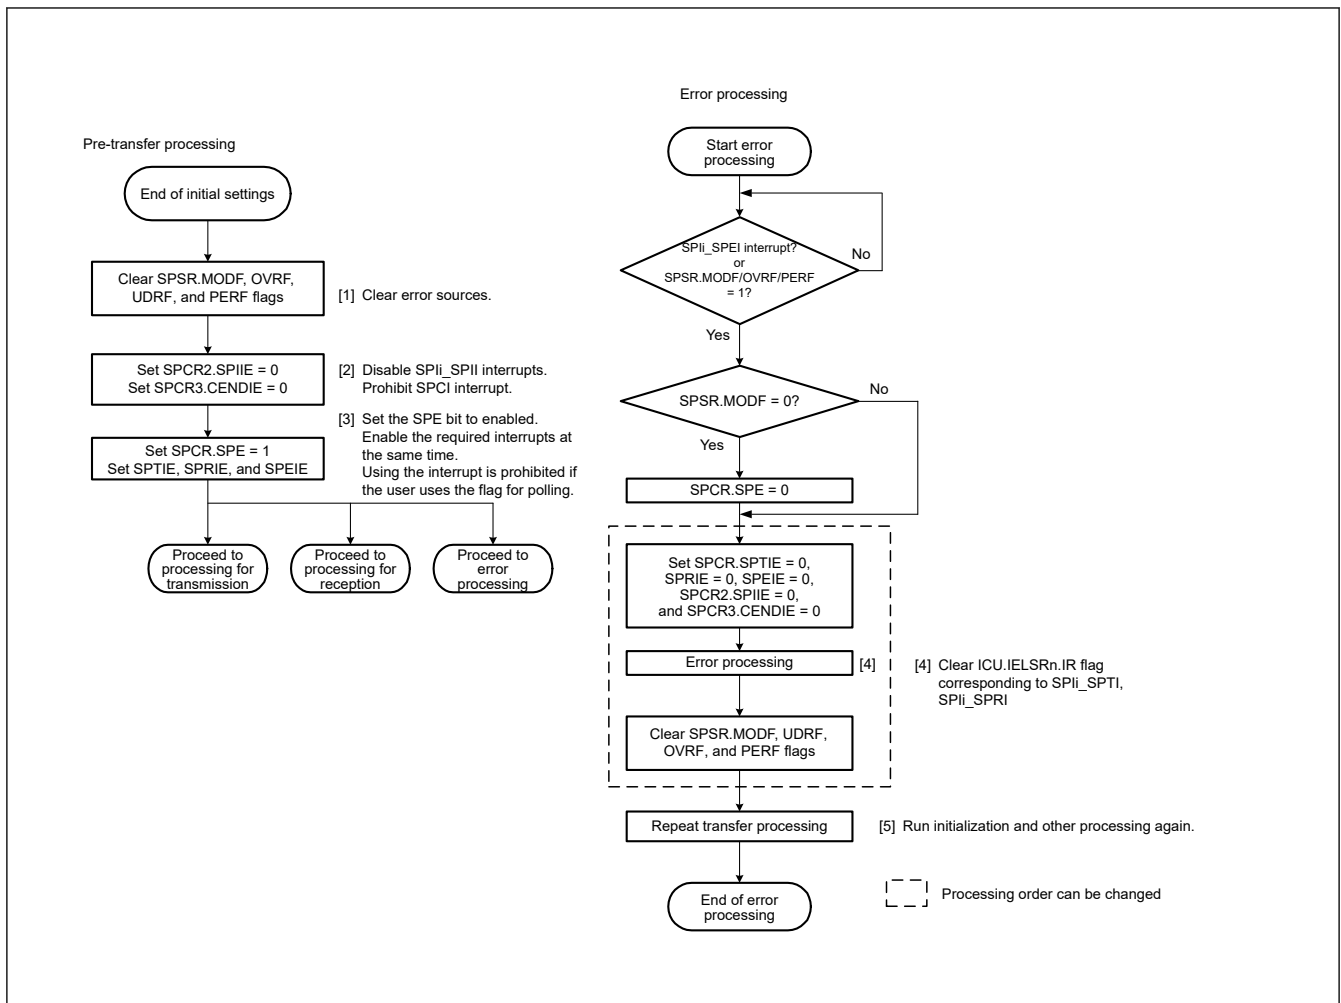 Pre-transfer processing
End of initial settings
Clear SPSR.MODF, OVRF,
UDRF, and PERF flags
[1] Clear error sources.
Set SPCR2.SPIIE = 0
Set SPCR3.CENDIE = 0
[2] Disable SPIi_SPII interrupts.
Prohibit SPCI interrupt.
Set SPCR.SPE = 1
Set SPTIE, SPRIE, and SPEIE
[3] Set the SPE bit to enabled.
Enable the required interrupts at
the same time.
Using the interrupt is prohibited if
the user uses the flag for polling.
Proceed to
processing for
transmission
Proceed to
processing for
reception
Proceed to
error
processing
Error processing
Start error
processing
SPIi_SPEI interrupt?
or
SPSR.MODF/OVRF/PERF
= 1?
No
Yes
SPSR.MODF = 0?
No
Yes
SPCR.SPE = 0
Set SPCR.SPTIE = 0,
SPRIE = 0, SPEIE = 0,
SPCR2.SPIIE = 0,
and SPCR3.CENDIE = 0
Error processing
[4]
[4] Clear ICU.IELSRn.IR flag
corresponding to SPIi_SPTI,
SPIi_SPRI
Clear SPSR.MODF, UDRF,
OVRF, and PERF flags
Repeat transfer processing
[5] Run initialization and other processing again.
End of error
processing
Processing order can be changed